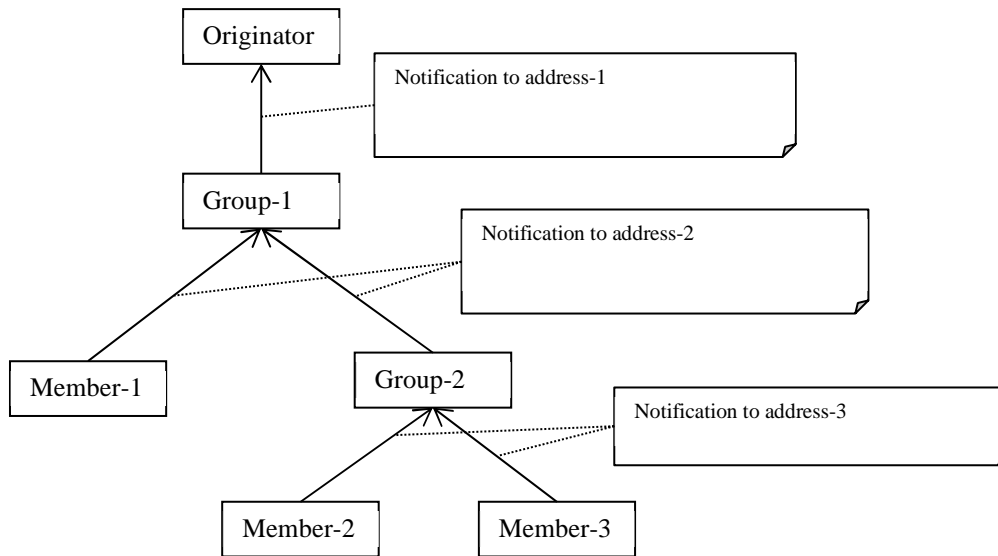 Originator
Notification to address-1
Group-1
Notification to address-2
Member-1
Group-2
Notification to address-3
Member-2
Member-3